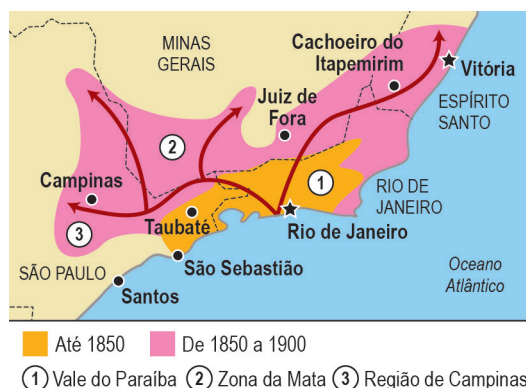 MINAS
GERAIS
Cachoeiro do
Itapemirim
Vitória
ESPÍRITO
SANTO
Juiz de
Fora
2
1
Campinas
3
Taubaté
RIO DE
JANEIRO
Rio de Janeiro
SÃO PAULO
São Sebastião
Santos
Oceano
Atlântico
Até 1850
De 1850 a 1900
1 Vale do Paraíba 2 Zona da Mata 3 Região de Campinas